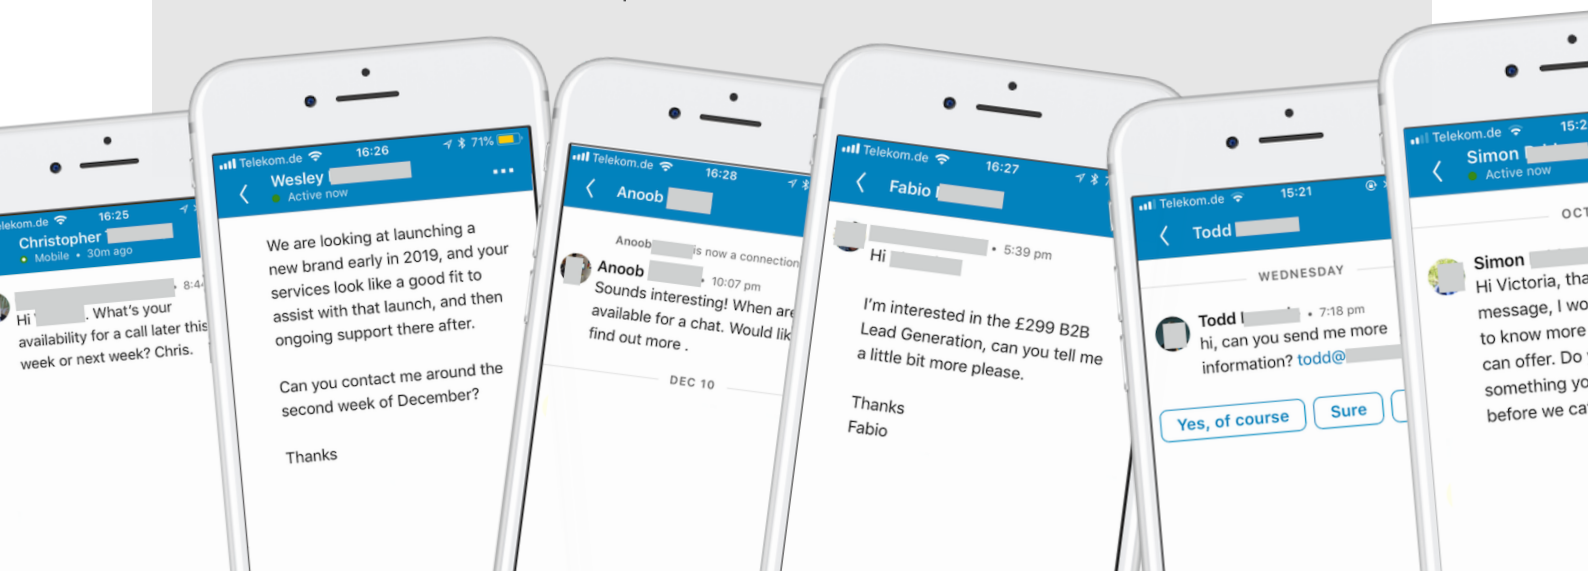 lekom.de 16:25
Christopher
Mobile • 30m ago
8:4
Hi . What's your
availability for a call later this
week or next week? Chris.
Telekom.de 16:26 71%
Wesley
Active now
We are looking at launching a
new brand early in 2019, and your
services look like a good fit to
assist with that launch, and then
ongoing support there after.
Can you contact me around the
second week of December?
Thanks
Telekom.de 16:28
Anoob
Anoob is now a connection
Anoob • 10:07 pm
Sounds interesting! When are
available for a chat. Would lik
find out more .
DEC 10
Telekom.de 16:27
Fabio
• 5:39 pm
Hi
I'm interested in the £299 B2B
Lead Generation, can you tell me
a little bit more please.
Thanks
Fabio
Telekom.de 15:21
Todd
WEDNESDAY
Todd • 7:18 pm
hi, can you send me more
information? todd@
Yes, of course Sure
Telekom.de 15:2
Simon
Active now
OCT
Simon
Hi Victoria, tha
message, I wo
to know more
can offer. Do
something yo
before we ca